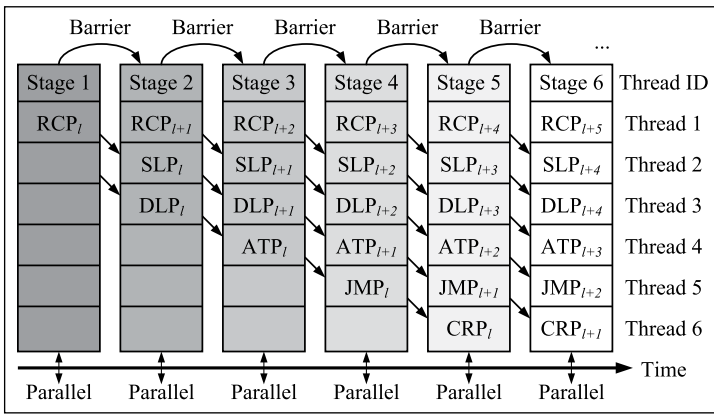 Barrier Barrier Barrier Barrier Barrier ...
Stage 1 Stage 2 Stage 3 Stage 4 Stage 5 Stage 6 Thread ID
RCPl RCPl+1 RCPl+2 RCPl+3 RCPl+4 RCPl+5 Thread 1
SLPl SLPl+1 SLPl+2 SLPl+3 SLPl+4 Thread 2
DLPl DLPl+1 DLPl+2 DLPl+3 DLPl+4 Thread 3
ATPl ATPl+1 ATPl+2 ATPl+3 Thread 4
JMPl JMPl+1 JMPl+2 Thread 5
CRPl CRPl+1 Thread 6
Time
Parallel Parallel Parallel Parallel Parallel Parallel